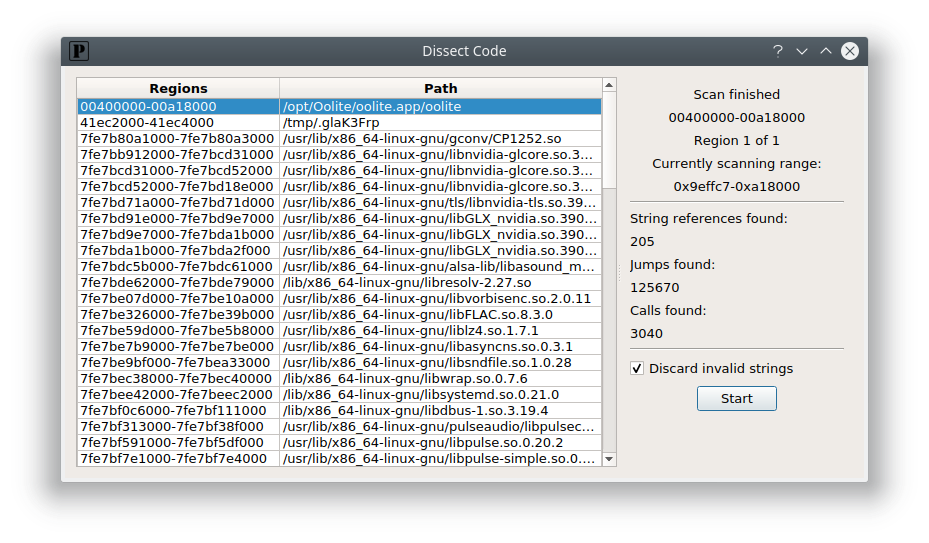 P
Dissect Code
?
Regions Path
00400000-00a18000 /opt/Oolite/oolite.app/oolite
41ec2000-41ec4000 /tmp/.glaK3Frp
7fe7b80a1000-7fe7b80a3000 /usr/lib/x86_64-linux-gnu/gconv/CP1252.so
7fe7bb912000-7fe7bcd31000 /usr/lib/x86_64-linux-gnu/libnvidia-glcore.so.3...
7fe7bcd31000-7fe7bcd52000 /usr/lib/x86_64-linux-gnu/libnvidia-glcore.so.3...
7fe7bcd52000-7fe7bd18e000 /usr/lib/x86_64-linux-gnu/libnvidia-glcore.so.3...
7fe7bd71a000-7fe7bd71d000 /usr/lib/x86_64-linux-gnu/tls/libnvidia-tls.so.39...
7fe7bd91e000-7fe7bd9e7000 /usr/lib/x86_64-linux-gnu/libGLX_nvidia.so.390...
7fe7bd9e7000-7fe7bda1b000 /usr/lib/x86_64-linux-gnu/libGLX_nvidia.so.390...
7fe7bda1b000-7fe7bda2f000 /usr/lib/x86_64-linux-gnu/libGLX_nvidia.so.390...
7fe7bdc5b000-7fe7bdc61000 /usr/lib/x86_64-linux-gnu/alsa-lib/libasound_m...
7fe7bde62000-7fe7bde79000 /lib/x86_64-linux-gnu/libresolv-2.27.so
7fe7be07d000-7fe7be10a000 /usr/lib/x86_64-linux-gnu/libvorbisenc.so.2.0.11
7fe7be326000-7fe7be39b000 /usr/lib/x86_64-linux-gnu/libFLAC.so.8.3.0
7fe7be59d000-7fe7be5b8000 /usr/lib/x86_64-linux-gnu/liblz4.so.1.7.1
7fe7be7b9000-7fe7be7be000 /usr/lib/x86_64-linux-gnu/libasyncns.so.0.3.1
7fe7be9bf000-7fe7bea33000 /usr/lib/x86_64-linux-gnu/libsndfile.so.1.0.28
7fe7bec38000-7fe7bec40000 /lib/x86_64-linux-gnu/libwrap.so.0.7.6
7fe7bee42000-7fe7beec2000 /lib/x86_64-linux-gnu/libsystemd.so.0.21.0
7fe7bf0c6000-7fe7bf111000 /lib/x86_64-linux-gnu/libdbus-1.so.3.19.4
7fe7bf313000-7fe7bf38f000 /usr/lib/x86_64-linux-gnu/pulseaudio/libpulsec...
7fe7bf591000-7fe7bf5df000 /usr/lib/x86_64-linux-gnu/libpulse.so.0.20.2
7fe7bf7e1000-7fe7bf7e4000 /usr/lib/x86_64-linux-gnu/libpulse-simple.so.0....
Scan finished
00400000-00a18000
Region 1 of 1
Currently scanning range:
0x9effc7-0xa18000
String references found:
205
Jumps found:
125670
Calls found:
3040
Discard invalid strings
Start